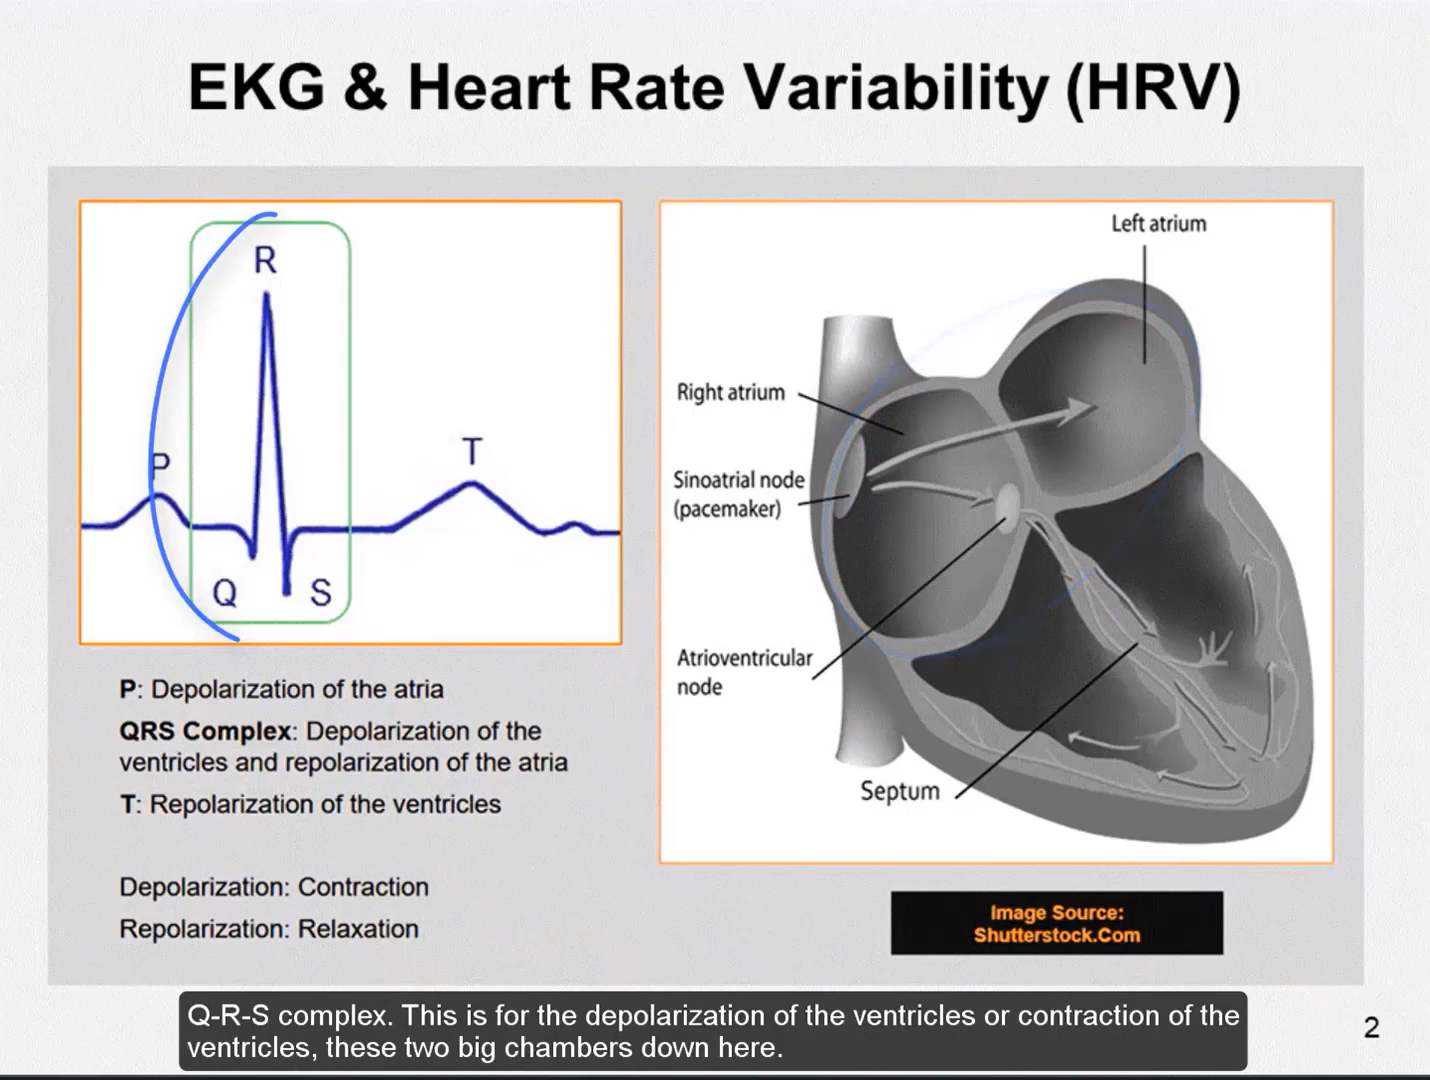 EKG & Heart Rate Variability (HRV)
R
P
T
Q
S
P: Depolarization of the atria
QRS Complex: Depolarization of the
ventricles and repolarization of the atria
T: Repolarization of the ventricles
Depolarization: Contraction
Repolarization: Relaxation
Left atrium
Right atrium
Sinoatrial node
(pacemaker)
Atrioventricular
node
Septum
Image Source:
Shutterstock.Com
Q-R-S complex. This is for the depolarization of the ventricles or contraction of the
ventricles, these two big chambers down here.
2